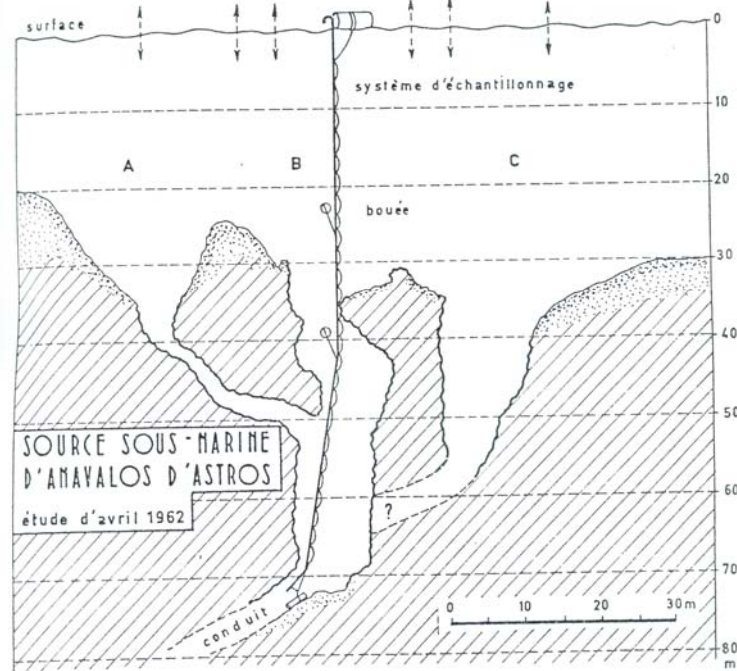 surface
0
système d'échantillonnage
10
A
B
C
20
bouée
30
40
50
SOURCE SOUS-MARINE
D'ANAVALOS D'ASTROS
60
étude d'avril 1962
?
70
conduit
0 10 20 30m
80
m